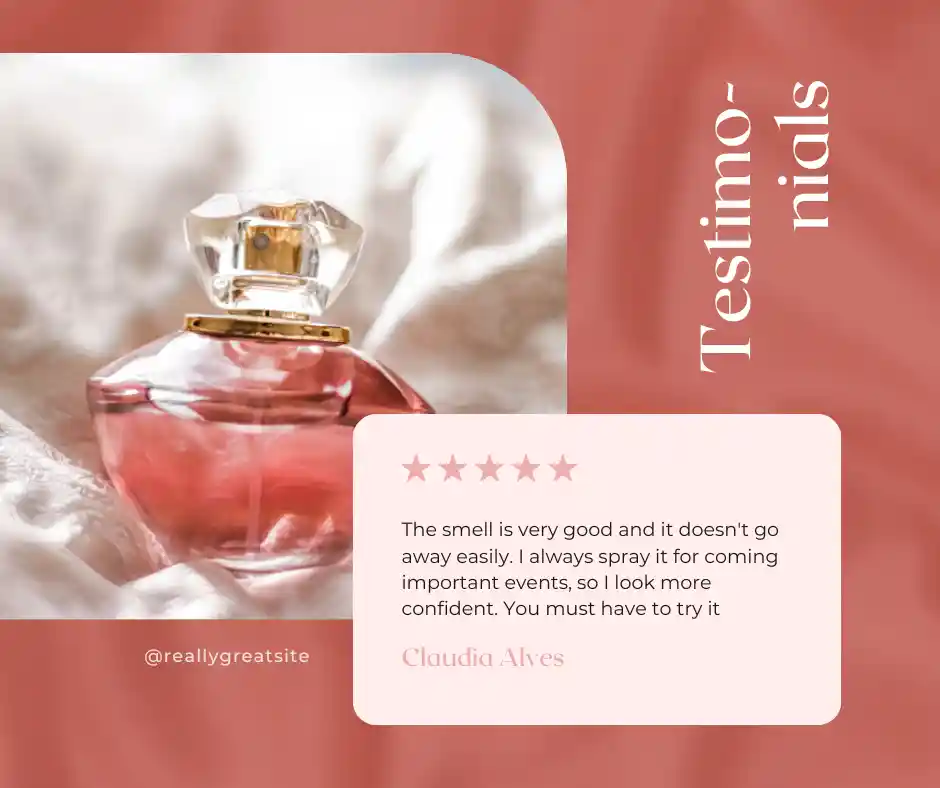 Testimo-
nials
The smell is very good and it doesn't go
away easily. I always spray it for coming
important events, so I look more
confident. You must have to try it
Claudia Alves
@reallygreatsite